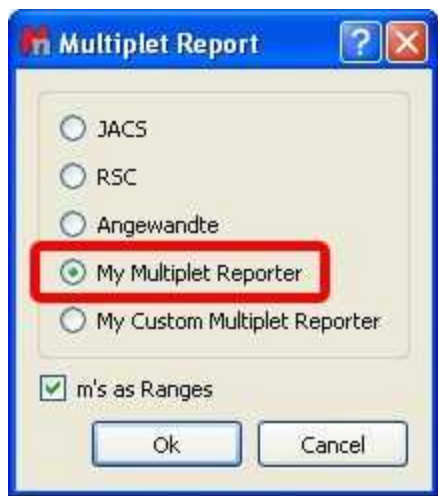 Multiplet Report
JACS
RSC
Angewandte
My Multiplet Reporter
My Custom Multiplet Reporter
m's as Ranges
Ok
Cancel